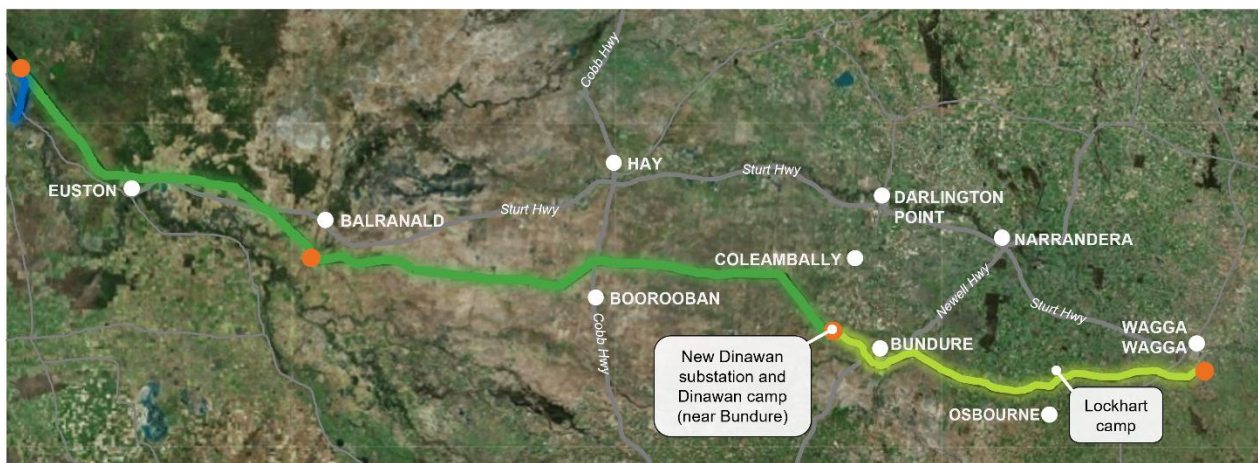 Cobb Hwy
HAY
Sturt Hwy
EUSTON
BALRANALD
Sturt Hwy
DARLINGTON
POINT
NARRANDERA
COLEAMBALLY
BOOROOBAN
Cobb Hwy
Newell Hwy
Sturt Hwy
WAGGA
WAGGA
BUNDURE
New Dinawan
substation and
Dinawan camp
(near Bundure)
OSBOURNE
Lockhart
camp